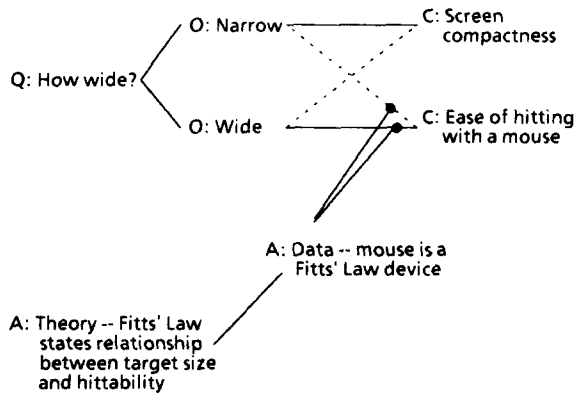 O: Narrow
C: Screen
compactness
Q: How wide?
O: Wide
C: Ease of hitting
with a mouse
A: Data -- mouse is a
Fitts' Law device
A: Theory -- Fitts' Law
states relationship
between target size
and hittability